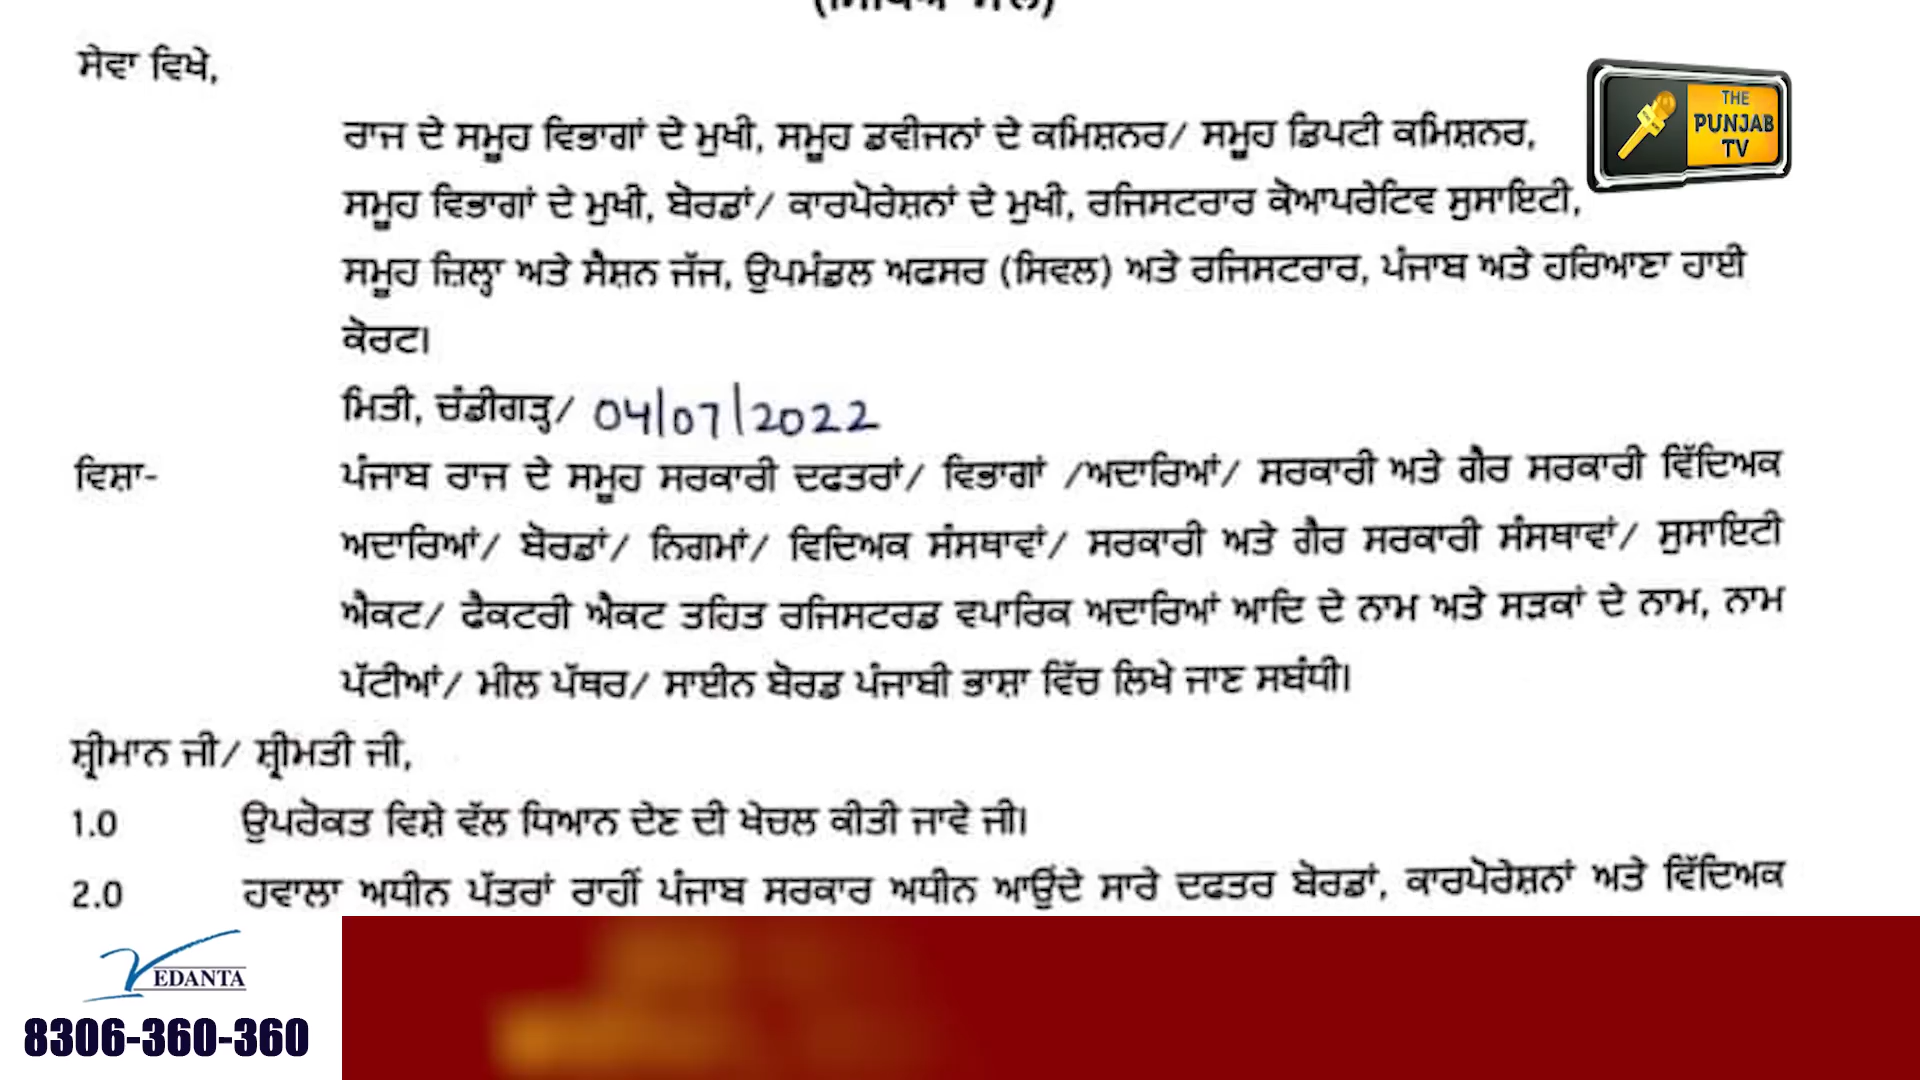 ਸੇਵਾ ਵਿਖੇ,
THE
PUNJAB
TV
ਰਾਜ ਦੇ ਸਮੂਹ ਵਿਭਾਗਾਂ ਦੇ ਮੁਖੀ, ਸਮੂਹ ਡਵੀਜਨਾਂ ਦੇ ਕਮਿਸ਼ਨਰ/ ਸਮੂਹ ਡਿਪਟੀ ਕਮਿਸ਼ਨਰ,
ਸਮੂਹ ਵਿਭਾਗਾਂ ਦੇ ਮੁਖੀ, ਬੋਰਡਾਂ/ ਕਾਰਪੋਰੇਸ਼ਨਾਂ ਦੇ ਮੁਖੀ, ਰਜਿਸਟਰਾਰ ਕੋਆਪਰੇਟਿਵ ਸੁਸਾਇਟੀ,
ਸਮੂਹ ਜ਼ਿਲ੍ਹਾ ਅਤੇ ਸੈਸ਼ਨ ਜੱਜ, ਉਪਮੰਡਲ ਅਫਸਰ (ਸਿਵਲ) ਅਤੇ ਰਜਿਸਟਰਾਰ, ਪੰਜਾਬ ਅਤੇ ਹਰਿਆਣਾ ਹਾਈ
ਕੋਰਟ।
ਮਿਤੀ, ਚੰਡੀਗੜ੍ਹ/ 04/07/2022
ਵਿਸ਼ਾ- ਪੰਜਾਬ ਰਾਜ ਦੇ ਸਮੂਹ ਸਰਕਾਰੀ ਦਫਤਰਾਂ/ ਵਿਭਾਗਾਂ /ਅਦਾਰਿਆਂ/ ਸਰਕਾਰੀ ਅਤੇ ਗੈਰ ਸਰਕਾਰੀ ਵਿੱਦਿਅਕ
ਅਦਾਰਿਆਂ/ ਬੋਰਡਾਂ/ ਨਿਗਮਾਂ/ ਵਿਦਿਅਕ ਸੰਸਥਾਵਾਂ/ ਸਰਕਾਰੀ ਅਤੇ ਗੈਰ ਸਰਕਾਰੀ ਸੰਸਥਾਵਾਂ/ ਸੁਸਾਇਟੀ
ਐਕਟ/ ਫੈਕਟਰੀ ਐਕਟ ਤਹਿਤ ਰਜਿਸਟਰਡ ਵਪਾਰਿਕ ਅਦਾਰਿਆਂ ਆਦਿ ਦੇ ਨਾਮ ਅਤੇ ਸੜਕਾਂ ਦੇ ਨਾਮ, ਨਾਮ
ਪੱਟੀਆਂ/ ਮੀਲ ਪੱਥਰ/ ਸਾਈਨ ਬੋਰਡ ਪੰਜਾਬੀ ਭਾਸ਼ਾ ਵਿੱਚ ਲਿਖੇ ਜਾਣ ਸਬੰਧੀ।
ਸ਼੍ਰੀਮਾਨ ਜੀ/ ਸ਼੍ਰੀਮਤੀ ਜੀ,
1.0 ਉਪਰੋਕਤ ਵਿਸ਼ੇ ਵੱਲ ਧਿਆਨ ਦੇਣ ਦੀ ਖੇਚਲ ਕੀਤੀ ਜਾਵੇ ਜੀ।
2.0 ਹਵਾਲਾ ਅਧੀਨ ਪੱਤਰਾਂ ਰਾਹੀਂ ਪੰਜਾਬ ਸਰਕਾਰ ਅਧੀਨ ਆਉਂਦੇ ਸਾਰੇ ਦਫਤਰ ਬੋਰਡਾਂ, ਕਾਰਪੋਰੇਸ਼ਨਾਂ ਅਤੇ ਵਿੱਦਿਅਕ
VEDANTA
8306-360-360